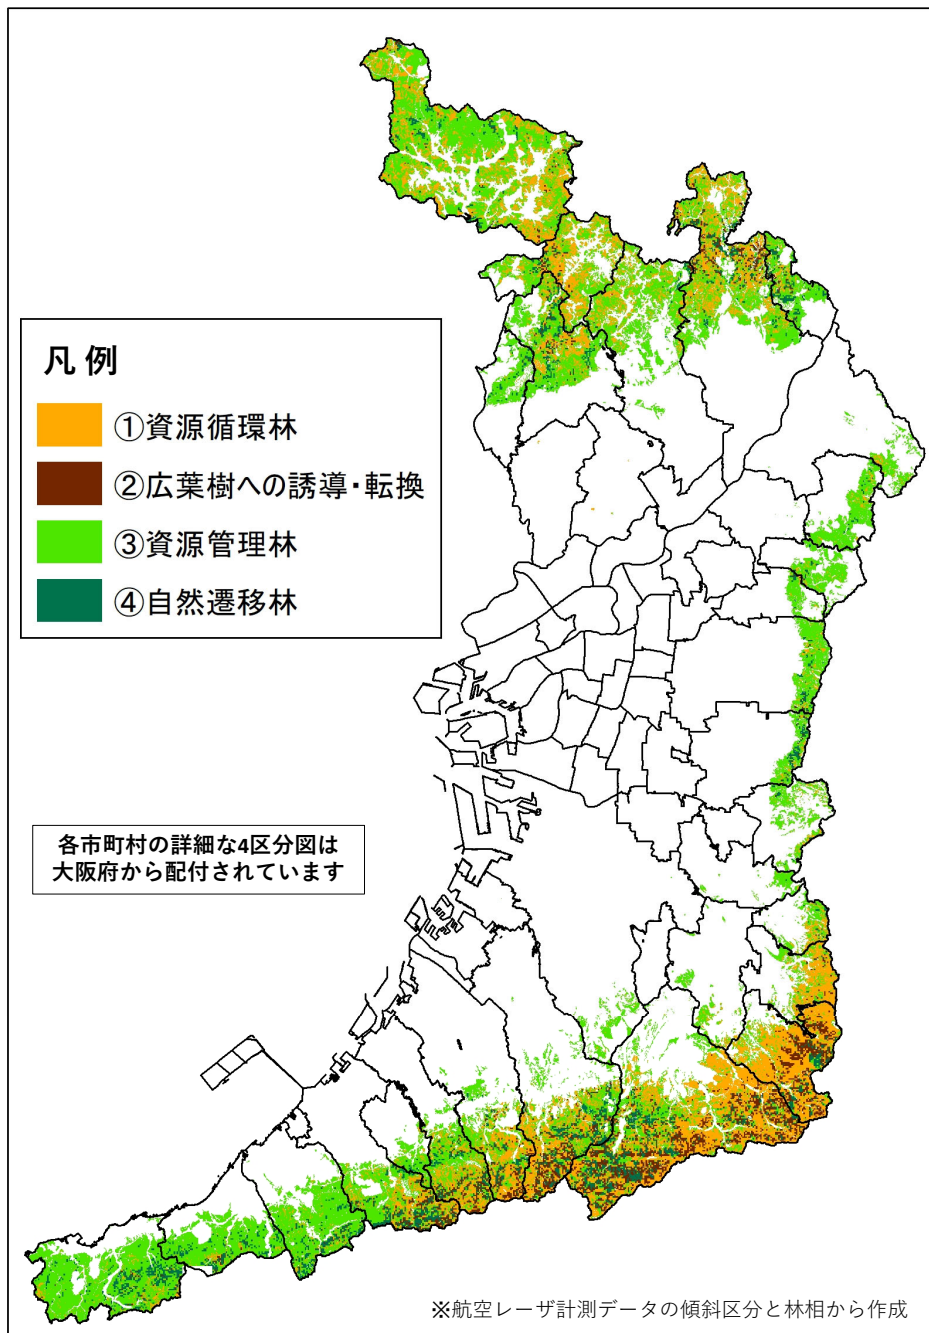 凡例
①資源循環林
②広葉樹への誘導・転換
③資源管理林
④自然遷移林
各市町村の詳細な4区分図は
大阪府から配付されています
※航空レーザ計測データの傾斜区分と林相から作成